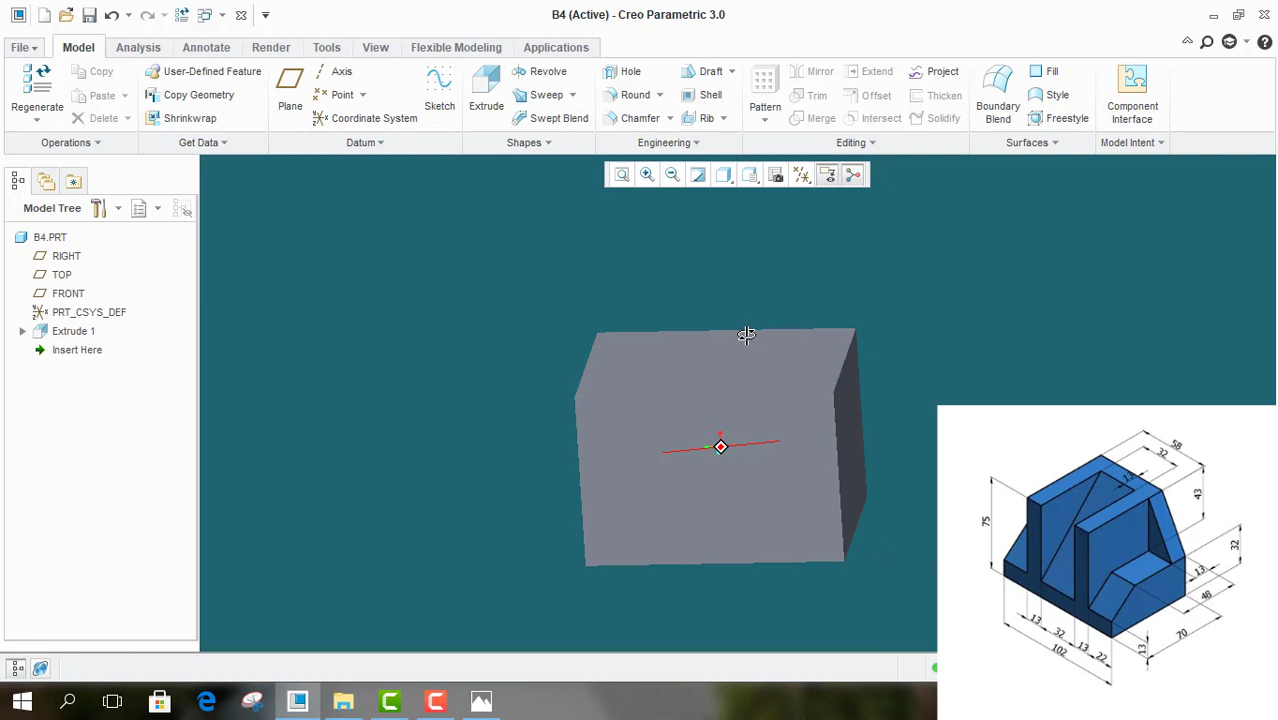 B4 (Active) - Creo Parametric 3.0
File Model Analysis Annotate Render Tools View Flexible Modeling Applications
Regenerate
Copy
Paste
Delete
Operations
User-Defined Feature
Copy Geometry
Shrinkwrap
Get Data
Plane
Axis
Point
Coordinate System
Sketch
Datum
Extrude
Revolve
Sweep
Swept Blend
Shapes
Hole
Round
Chamfer
Draft
Shell
Rib
Engineering
Pattern
Mirror
Trim
Merge
Extend
Offset
Intersect
Project
Thicken
Solidify
Editing
Boundary
Blend
Fill
Style
Freestyle
Surfaces
Component
Interface
Model Intent
Model Tree
B4.PRT
RIGHT
TOP
FRONT
PRT_CSYS_DEF
Extrude 1
Insert Here
58
32
13
43
75
32
13
48
13
32
13
22
70
13
102